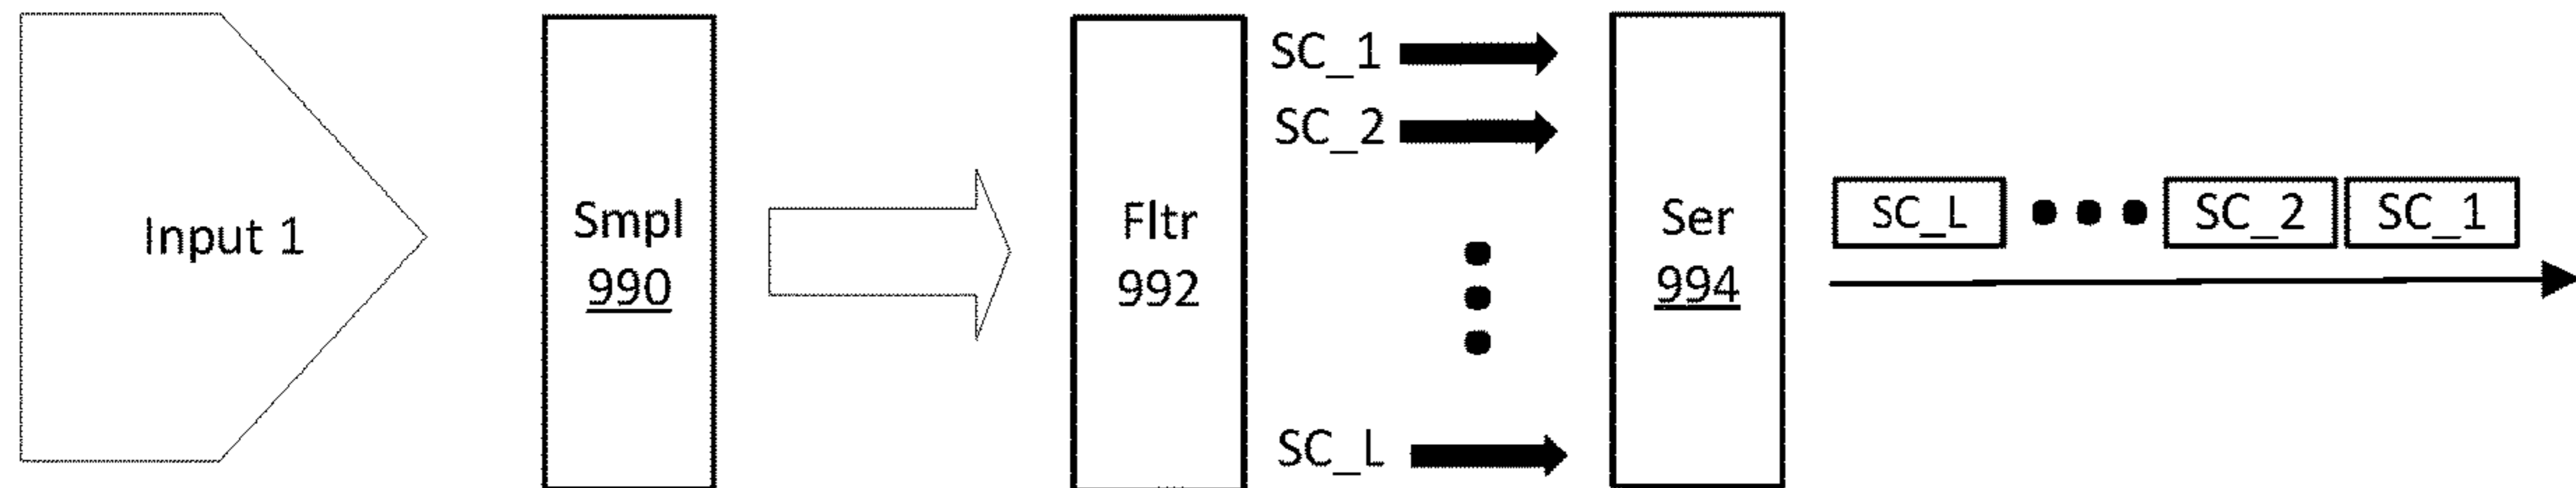 Input 1
Smpl
990
Fltr
992
SC_1
SC_2
SC_L
Ser
994
SC_L
SC_2
SC_1